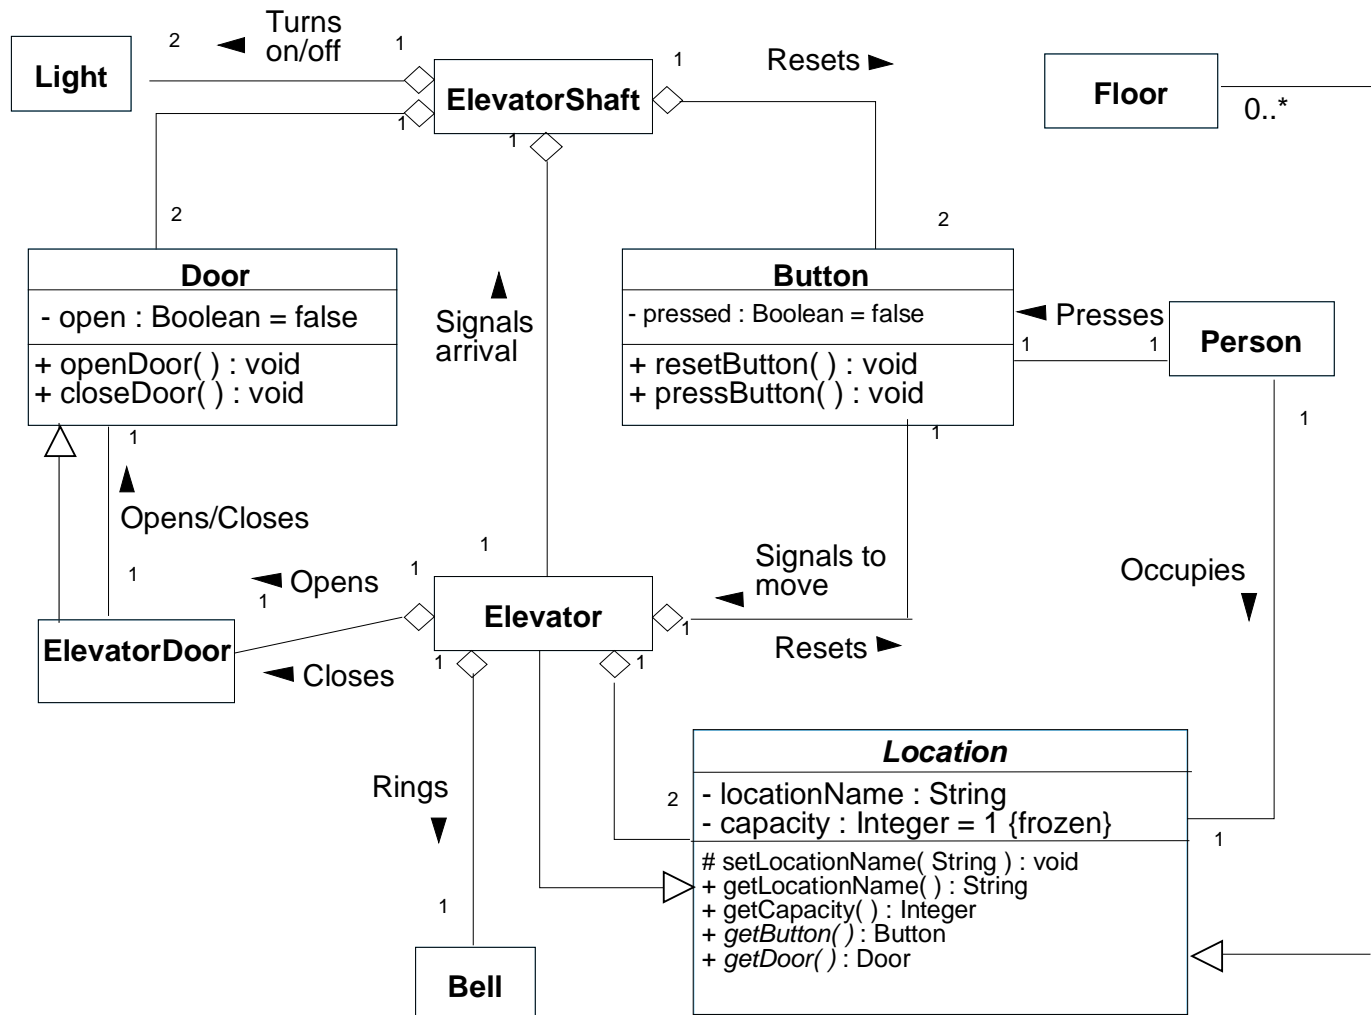 Turns
on/off
2
1
Light
ElevatorShaft
1
Resets
Floor
0..*
1
1
2
2
Door
- open : Boolean = false
+ openDoor( ) : void
+ closeDoor( ) : void
Signals
arrival
Button
- pressed : Boolean = false
+ resetButton( ) : void
+ pressButton( ) : void
Presses
1
1
Person
1
1
1
Opens/Closes
1
1
Opens
1
1
Elevator
Signals to
move
1
Resets
Occupies
ElevatorDoor
Closes
1
1
Rings
1
2
Location
- locationName : String
- capacity : Integer = 1 {frozen}
# setLocationName( String ) : void
+ getLocationName( ) : String
+ getCapacity( ) : Integer
+ getButton( ) : Button
+ getDoor( ) : Door
1
Bell